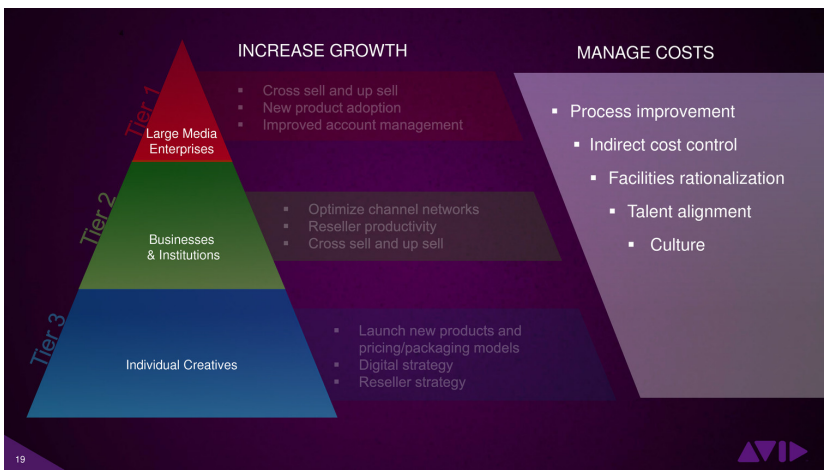 INCREASE GROWTH
MANAGE COSTS
Tier 1
Large Media
Enterprises
▪ Cross sell and up sell
▪ New product adoption
▪ Improved account management
Tier 2
Businesses
& Institutions
▪ Optimize channel networks
▪ Reseller productivity
▪ Cross sell and up sell
Tier 3
Individual Creatives
▪ Launch new products and
pricing/packaging models
▪ Digital strategy
▪ Reseller strategy
▪ Process improvement
▪ Indirect cost control
▪ Facilities rationalization
▪ Talent alignment
▪ Culture
19
AVID